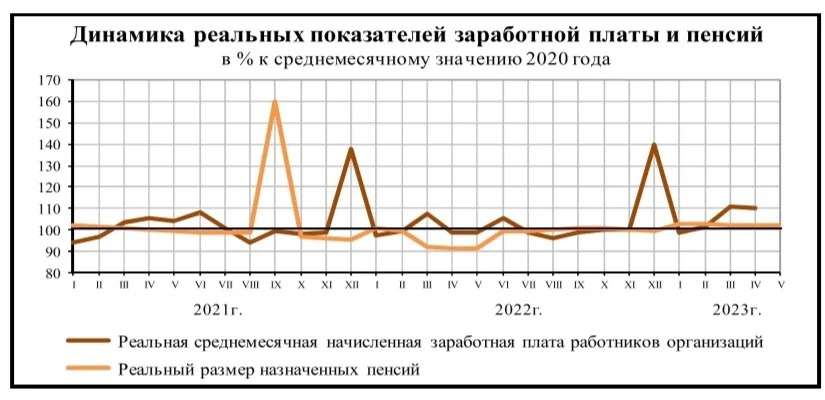 Динамика реальных показателей заработной платы и пенсий
в % к среднемесячному значению 2020 года
170
160
150
140
130
120
110
100
90
80
I II III IV V VI VII VIII IX X XI XII I II III IV V VI VII VIII IX X XI XII I II III IV V
2021г. 2022г. 2023г.
Реальная среднемесячная начисленная заработная плата работников организаций
Реальный размер назначенных пенсий